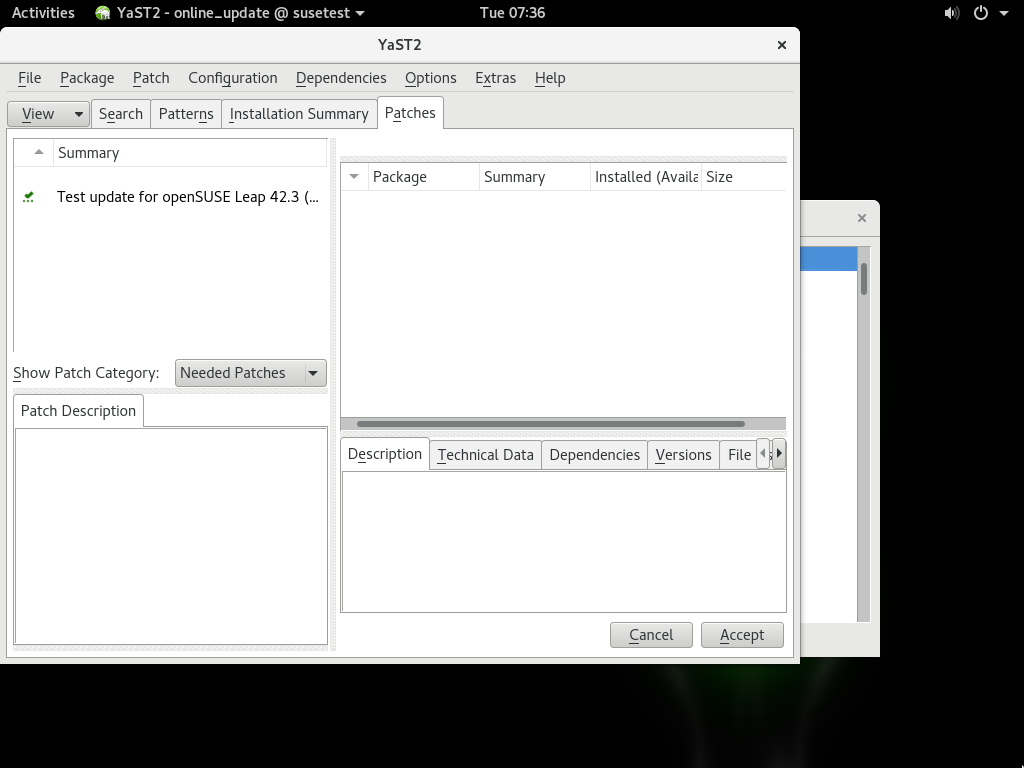 Activities YaST2 - online_update @ susetest Tue 07:36
YaST2
File Package Patch Configuration Dependencies Options Extras Help
View Search Patterns Installation Summary Patches
Summary
Test update for openSUSE Leap 42.3 (...
Show Patch Category: Needed Patches
Patch Description
Package Summary Installed (Availa Size
Description Technical Data Dependencies Versions File
Cancel Accept